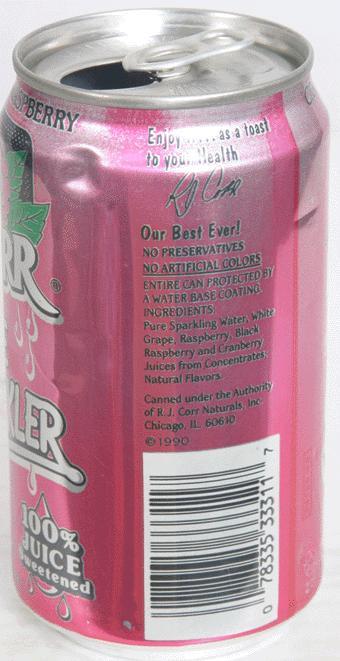 SPBERRY
RR ®
KLER
100%
JUICE
Sweetened
Enjoy.....as a toast
to your Health
R.J. Corr
Our Best Ever!
NO PRESERVATIVES
NO ARTIFICIAL COLORS
ENTIRE CAN PROTECTED BY
A WATER BASE COATING.
INGREDIENTS:
Pure Sparkling Water, White
Grape, Raspberry, Black
Raspberry and Cranberry
Juices from Concentrates;
Natural Flavors.
Canned under the Authority
of R. J. Corr Naturals, Inc.
Chicago, IL. 60610
©1990
0 78335 33311 7